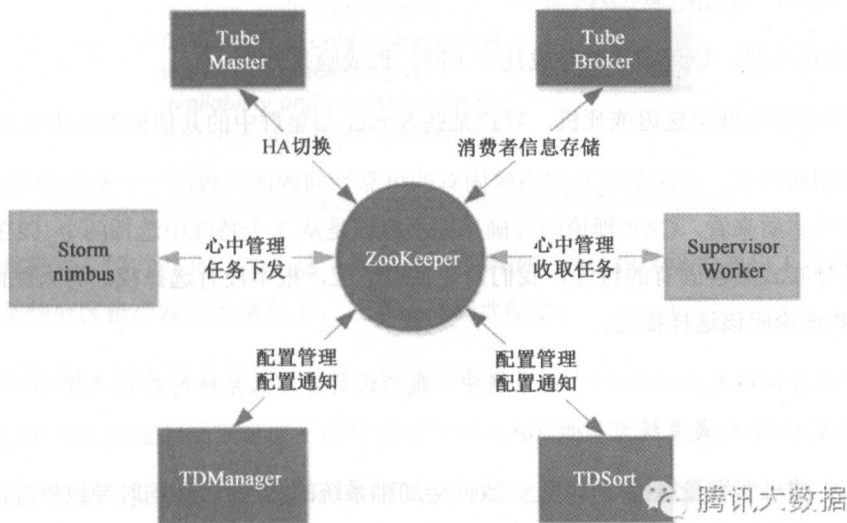 Tube
Master
Tube
Broker
HA切换
消费者信息存储
Storm
nimbus
心中管理
任务下发
ZooKeeper
心中管理
收取任务
Supervisor
Worker
配置管理
配置通知
配置管理
配置通知
TDManager
TDSort
腾讯大数据